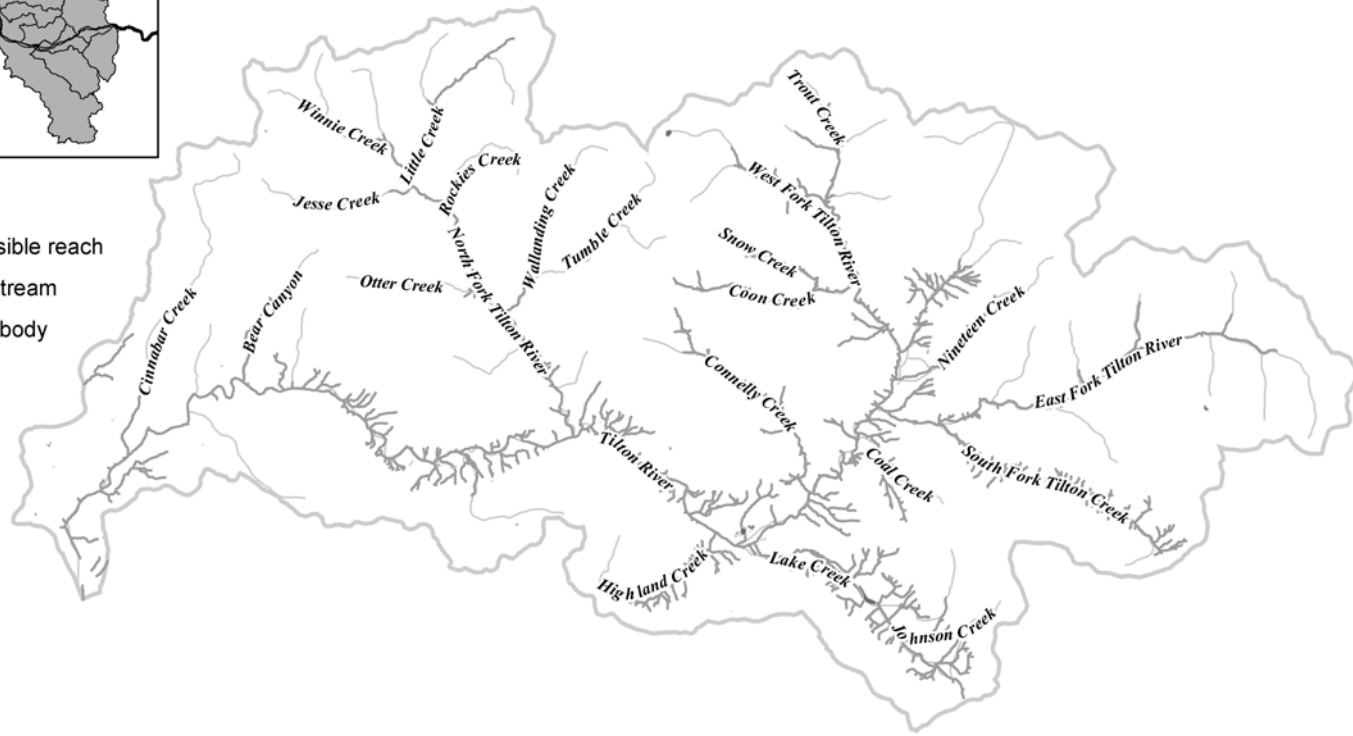 Trout Creek
Winnie Creek
Little Creek
Rockies Creek
West Fork Tilton River
Jesse Creek
Wallanding Creek
Tumble Creek
North Fork Tilton River
Snow Creek
sible reach
Otter Creek
Coon Creek
tream
Bear Canyon
Nineteen Creek
body
Cinnabar Creek
Connelly Creek
East Fork Tilton River
Tilton River
Coal Creek
South Fork Tilton Creek
Highland Creek
Lake Creek
Johnson Creek